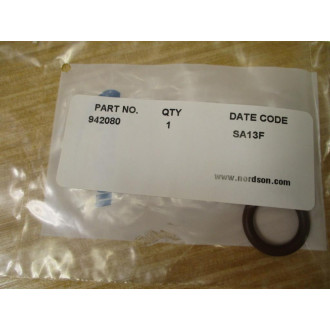 PART NO. QTY DATE CODE
942080 1 SA13F
www.nordson.com